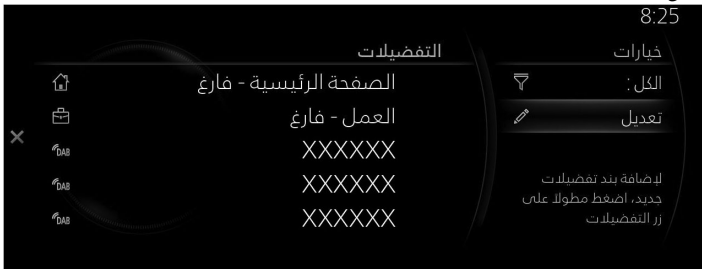 8:25
خيارات
الكل :
تعديل
لإضافة بند تفضيلات
جديد، اضغط مطولا على
زر التفضيلات
التفضيلات
الصفحة الرئيسية - فارغ
العمل - فارغ
XXXXXX
DAB
XXXXXX
DAB
XXXXXX
DAB